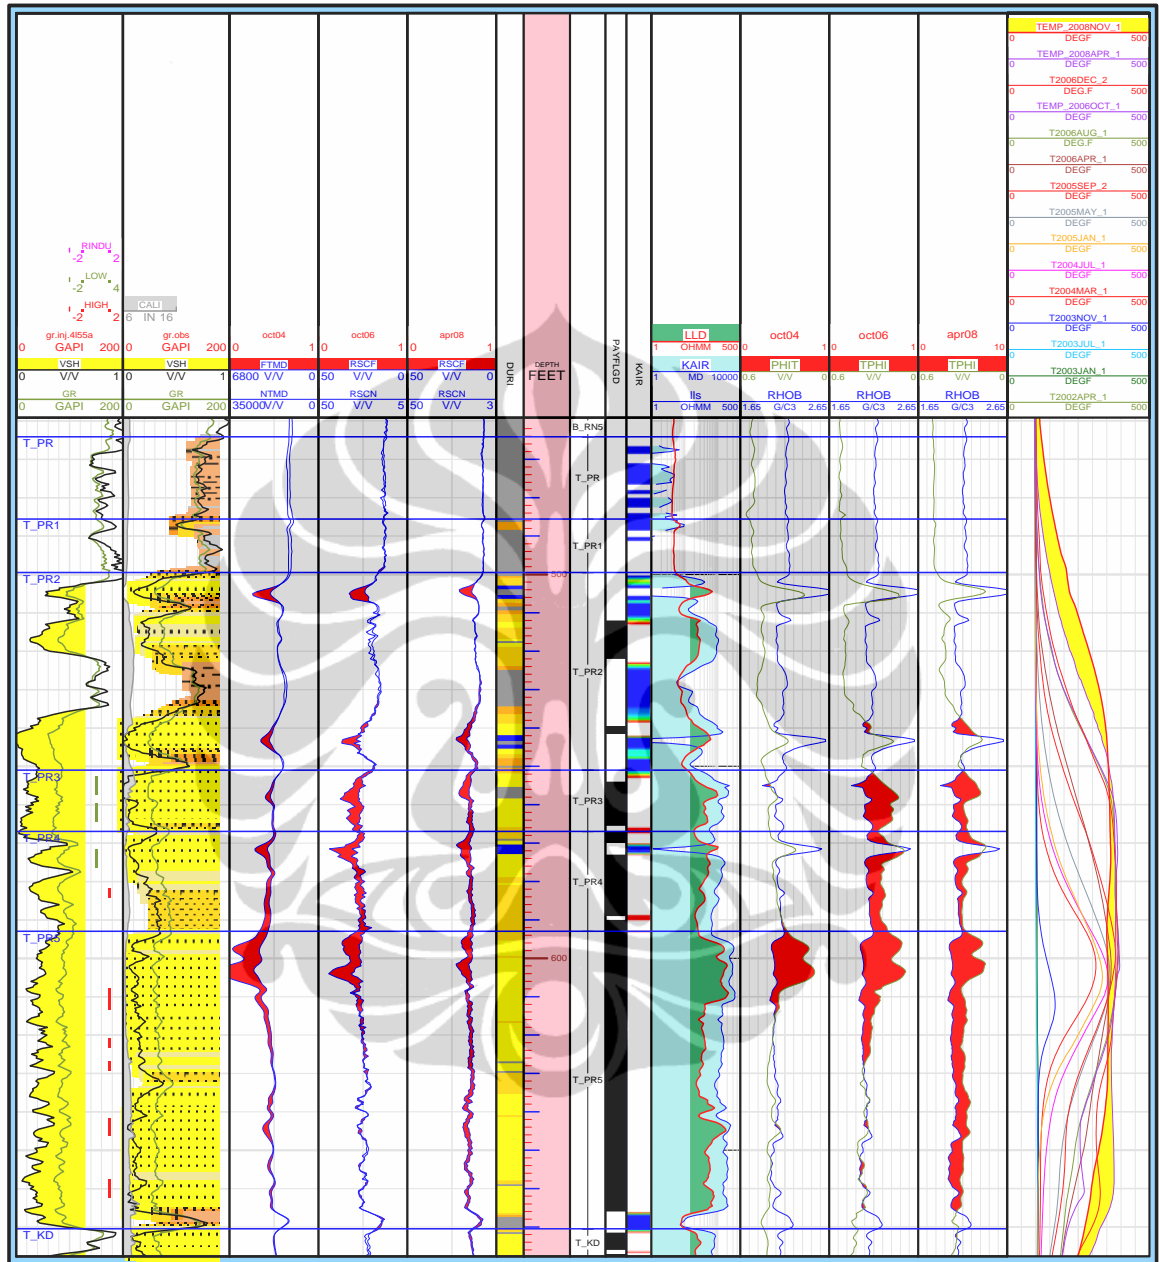 TEMP_2008NOV_1
0 DEGF 500
TEMP_2008APR_1
0 DEGF 500
T2006DEC_2
0 DEG.F 500
TEMP_2006OCT_1
0 DEGF 500
T2006AUG_1
0 DEG.F 500
T2006APR_1
0 DEGF 500
T2005SEP_2
0 DEGF 500
T2005MAY_1
0 DEGF 500
T2005JAN_1
0 DEGF 500
T2004JUL_1
0 DEGF 500
T2004MAR_1
0 DEGF 500
T2003NOV_1
0 DEGF 500
T2003JUL_1
0 DEGF 500
T2003JAN_1
0 DEGF 500
T2002APR_1
0 DEGF 500
RINDU
-2 2
LOW
-2 4
HIGH
-2 2
CALI
6 IN 16
gr.inj.4l55a
0 GAPI 200
VSH
0 V/V 1
GR
0 GAPI 200
gr.obs
0 GAPI 200
VSH
0 V/V 1
GR
0 GAPI 200
oct04
0 1
FTMD
6800 V/V 0
NTMD
35000 V/V 0
oct06
0 1
RSCF
50 V/V 0
RSCN
50 V/V 5
apr08
0 1
RSCF
50 V/V 0
RSCN
50 V/V 3
DURI
DEPTH
FEET
PAYFLGD
KAIR
LLD
1 OHMM 500
KAIR
1 MD 10000
lls
1 OHMM 500
oct04
0 1
PHIT
0.6 V/V 0
RHOB
1.65 G/C3 2.65
oct06
0 1
TPHI
0.6 V/V 0
RHOB
1.65 G/C3 2.65
apr08
0 10
TPHI
0.6 V/V 0
RHOB
1.65 G/C3 2.65
B_RN5
T_PR
T_PR
T_PR1
T_PR1
T_PR2
500
T_PR2
T_PR3
T_PR3
T_PR4
T_PR4
T_PR5
600
T_PR5
T_KD
T_KD